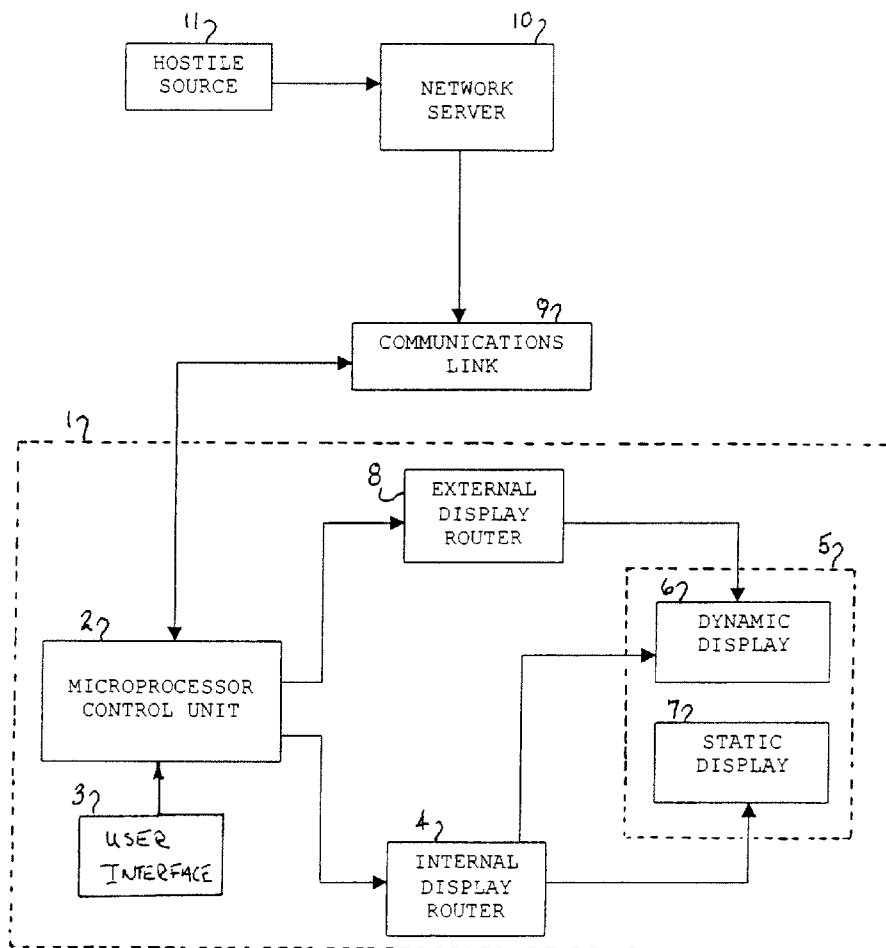 11
HOSTILE
SOURCE
10
NETWORK
SERVER
9
COMMUNICATIONS
LINK
1
8
EXTERNAL
DISPLAY
ROUTER
5
6
DYNAMIC
DISPLAY
2
MICROPROCESSOR
CONTROL UNIT
7
STATIC
DISPLAY
3
USER
INTERFACE
4
INTERNAL
DISPLAY
ROUTER